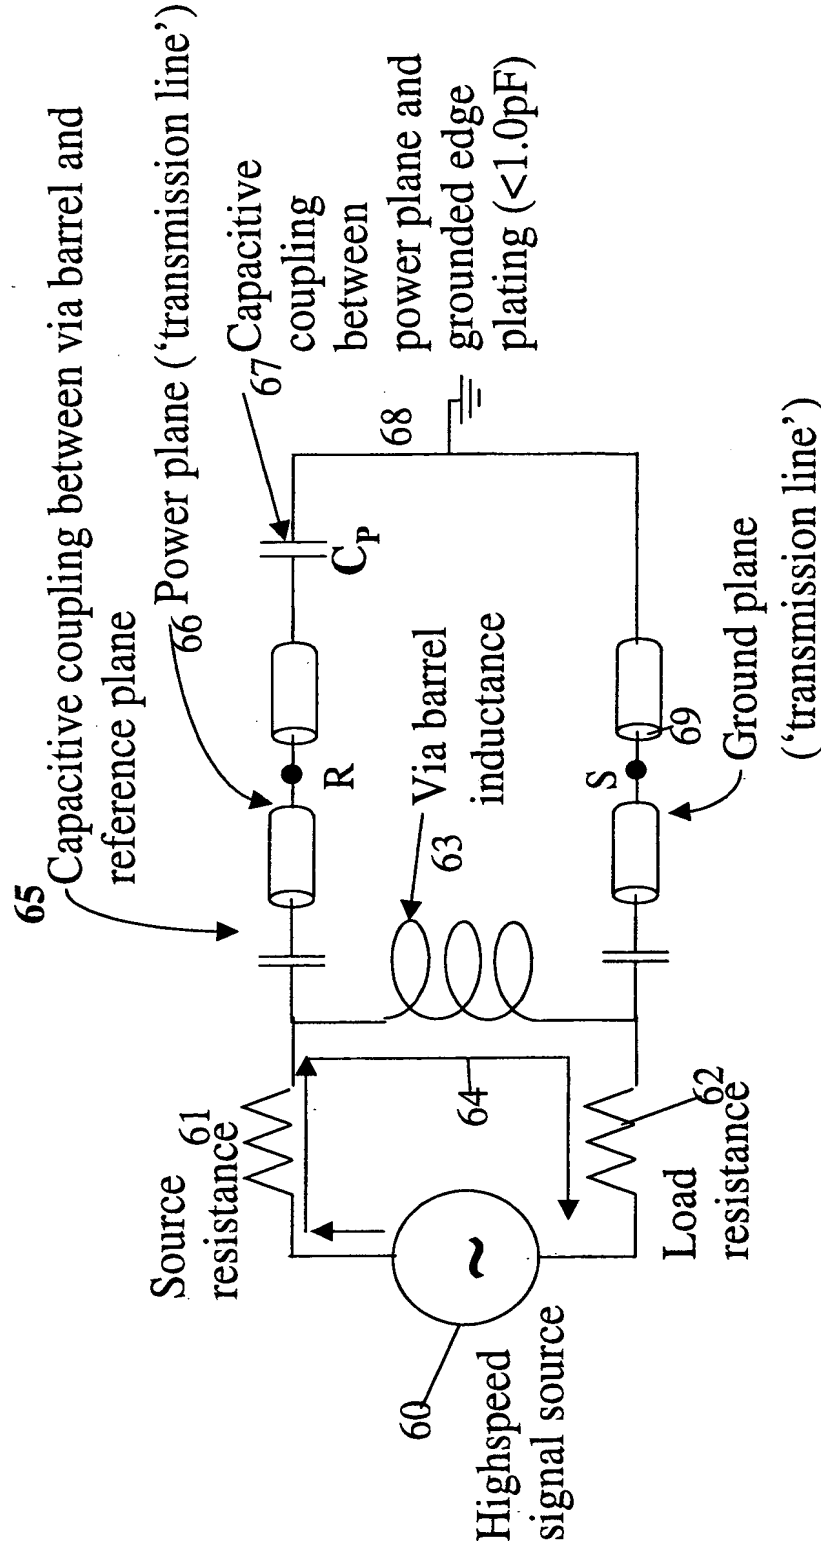 65
Capacitive coupling between via barrel and
reference plane
66 Power plane (‘transmission line’)
67 Capacitive
coupling
between
power plane and
grounded edge
plating (<1.0pF)
Source
resistance
61
R
C_P
68
63
Via barrel
inductance
64
60
Highspeed
signal source
~
Load
resistance
62
S
69
Ground plane
(‘transmission line’)